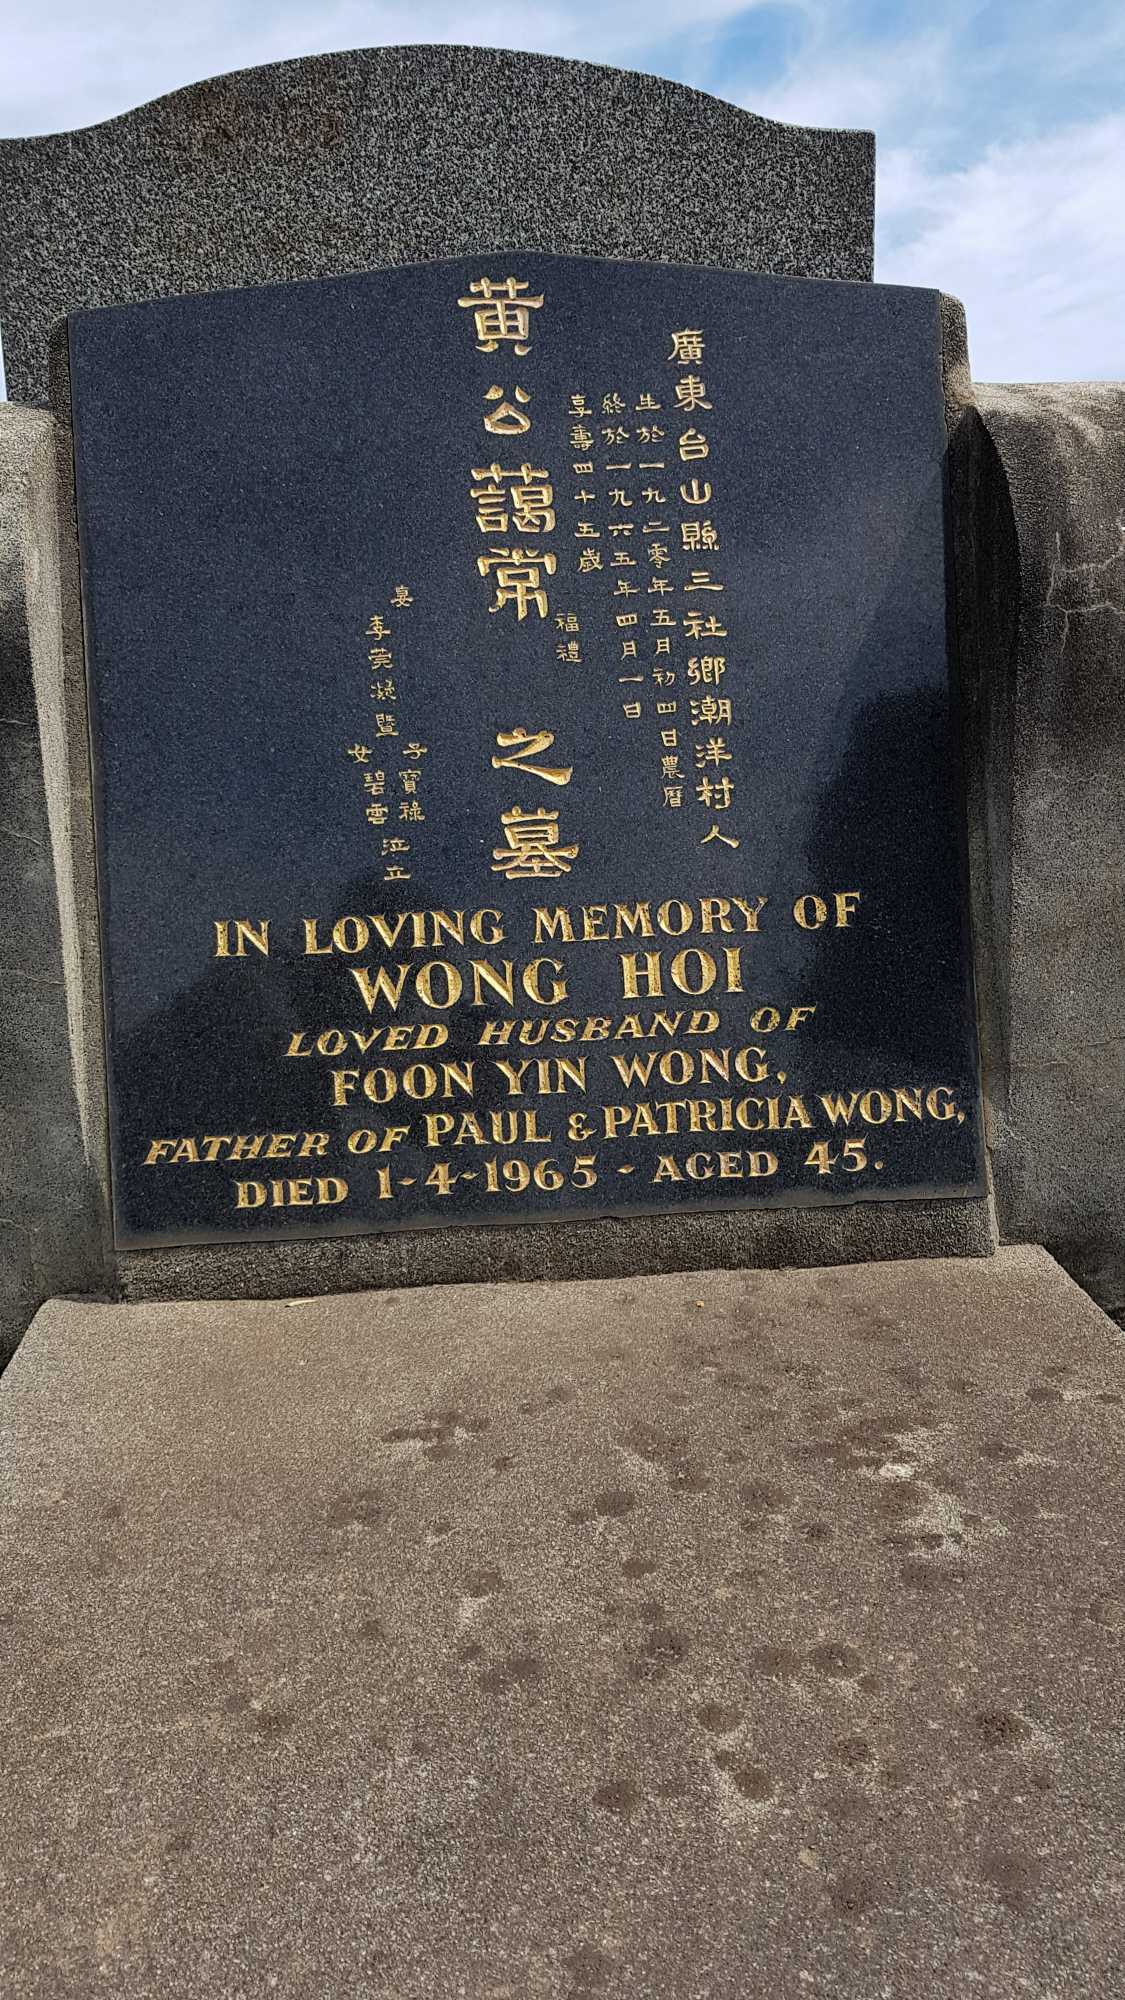 廣東台山縣三社鄉潮洋村人
生於一九二零年五月初四日農曆
終於一九六五年四月一日
享壽四十五歲
黄公藹常
福禮
之墓
妻
李莞凝暨
子寶祿
女碧雲
泣立
IN LOVING MEMORY OF
WONG HOI
LOVED HUSBAND OF
FOON YIN WONG,
FATHER OF PAUL & PATRICIA WONG,
DIED 1-4-1965 - AGED 45.